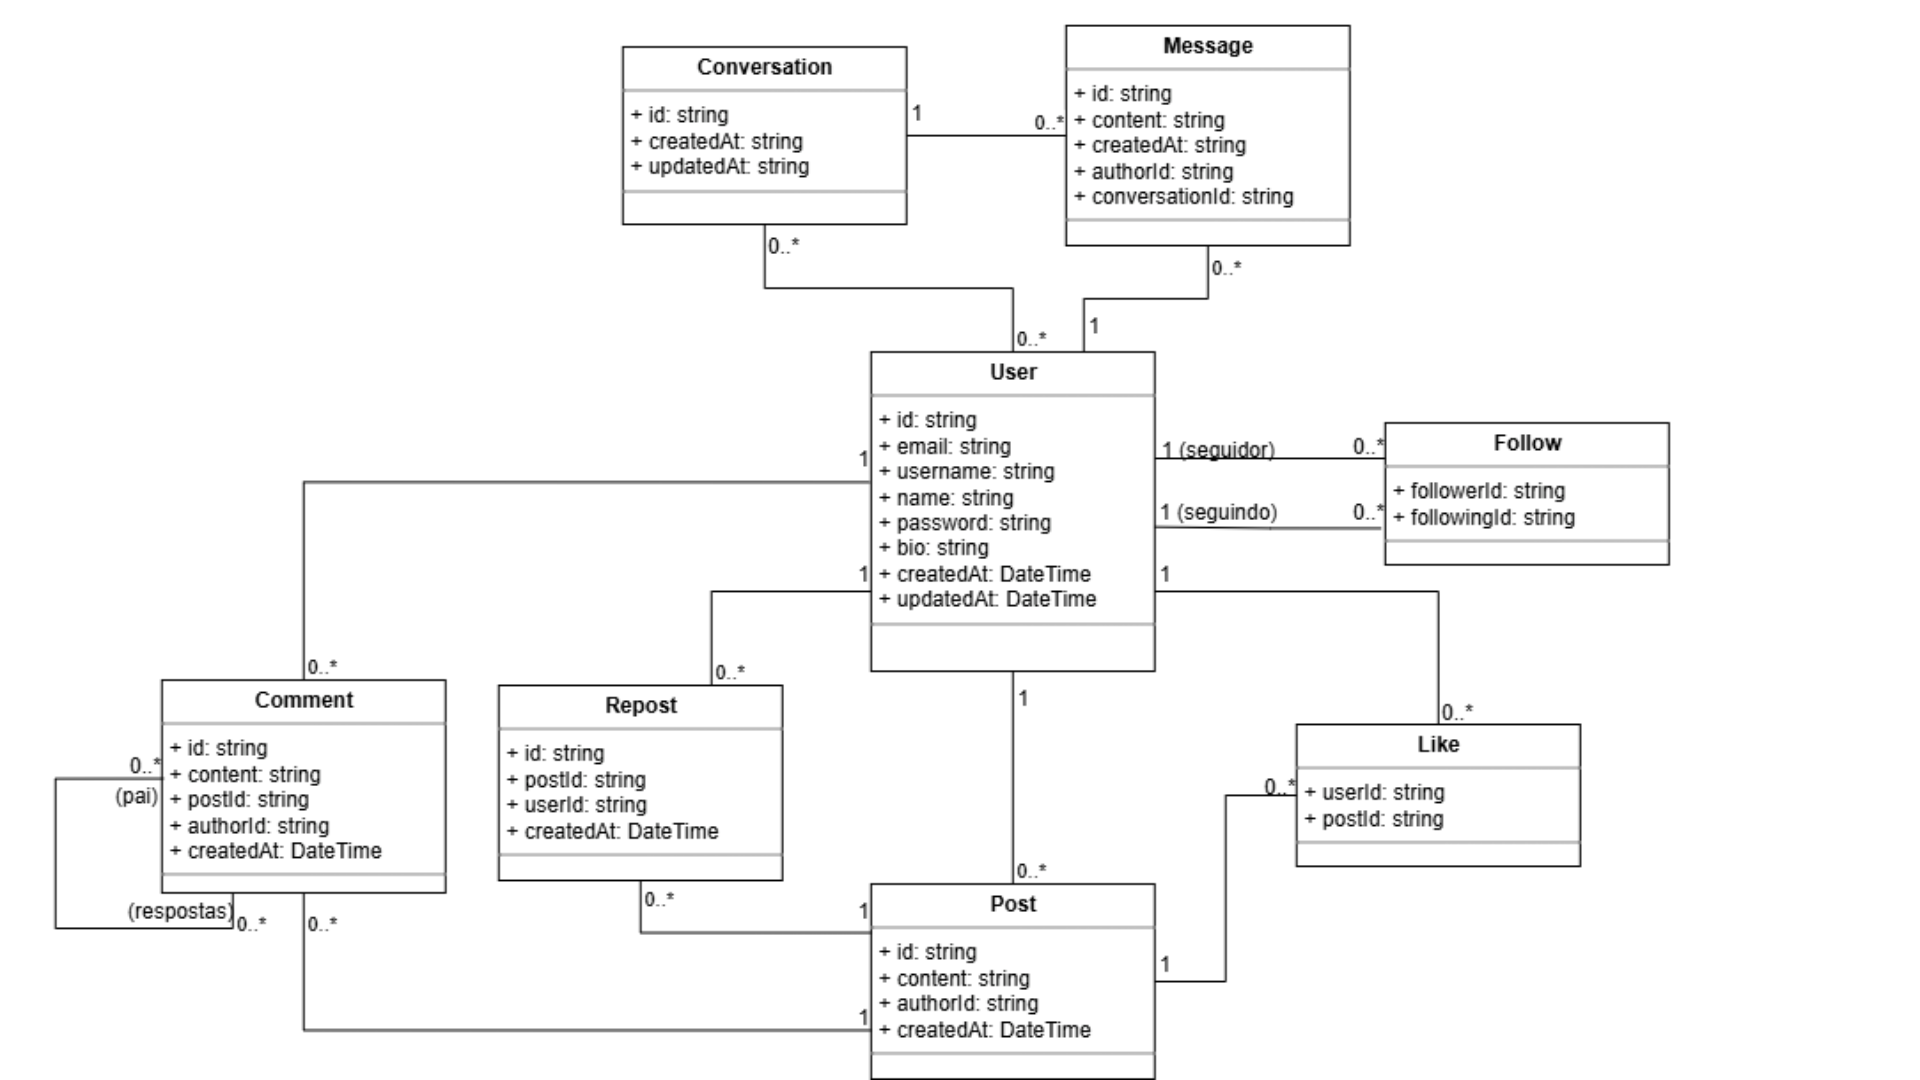 Conversation
+ id: string
+ createdAt: string
+ updatedAt: string
1
0..*
Message
+ id: string
+ content: string
+ createdAt: string
+ authorId: string
+ conversationId: string
0..*
0..*
0..*
1
User
+ id: string
+ email: string
+ username: string
+ name: string
+ password: string
+ bio: string
+ createdAt: DateTime
+ updatedAt: DateTime
1
1
1 (seguidor)
0..*
1 (seguindo)
0..*
1
Follow
+ followerId: string
+ followingId: string
0..*
Comment
+ id: string
+ content: string
+ postId: string
+ authorId: string
+ createdAt: DateTime
0..*
(pai)
(respostas)
0..*
0..*
0..*
Repost
+ id: string
+ postId: string
+ userId: string
+ createdAt: DateTime
0..*
1
1
1
0..*
0..*
Like
+ userId: string
+ postId: string
0..*
Post
+ id: string
+ content: string
+ authorId: string
+ createdAt: DateTime
1